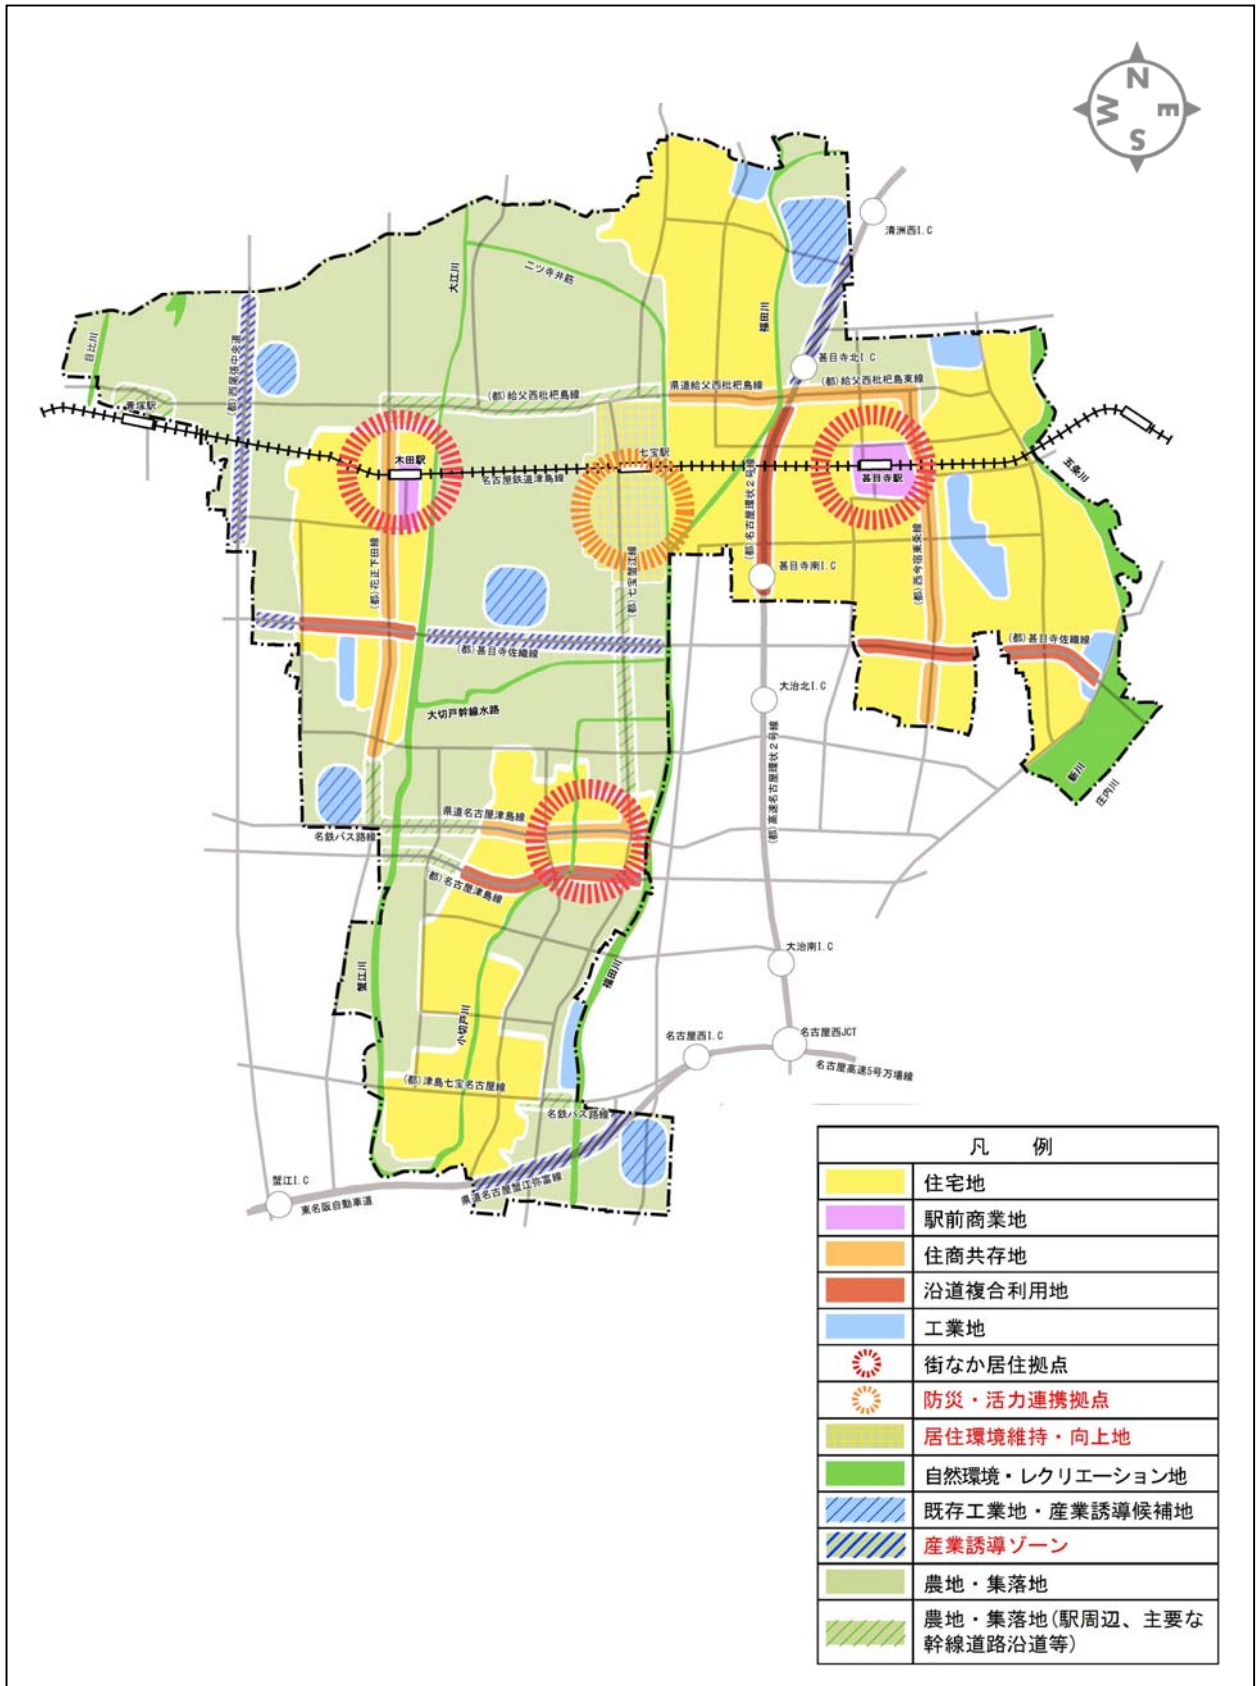 N
W
E
S
清洲西I.C
大江川
二ツ寺井筋
福田川
目比川
(都)西尾張中央道
甚目寺北I.C
県道給父西枇杷島線
(都)給父西枇杷島東線
(都)給父西枇杷島線
青塚駅
木田駅
七宝駅
甚目寺駅
名古屋鉄道津島線
五条川
(都)名古屋環状2号線
(都)花正下田線
(都)七宝蟹江線
甚目寺南I.C
(都)西今宿東条線
(都)甚目寺佐織線
(都)甚目寺佐織線
大治北I.C
大切戸幹線水路
(都)高速名古屋環状2号線
新川
庄内川
県道名古屋津島線
名鉄バス路線
(都)名古屋津島線
大治南I.C
蟹江川
福田川
小切戸川
名古屋西I.C
名古屋西JCT
名古屋高速5号万場線
(都)津島七宝名古屋線
名鉄バス路線
県道名古屋蟹江弥富線
蟹江I.C
東名阪自動車道
凡 例
住宅地
駅前商業地
住商共存地
沿道複合利用地
工業地
街なか居住拠点
防災・活力連携拠点
居住環境維持・向上地
自然環境・レクリエーション地
既存工業地・産業誘導候補地
産業誘導ゾーン
農地・集落地
農地・集落地(駅周辺、主要な
幹線道路沿道等)